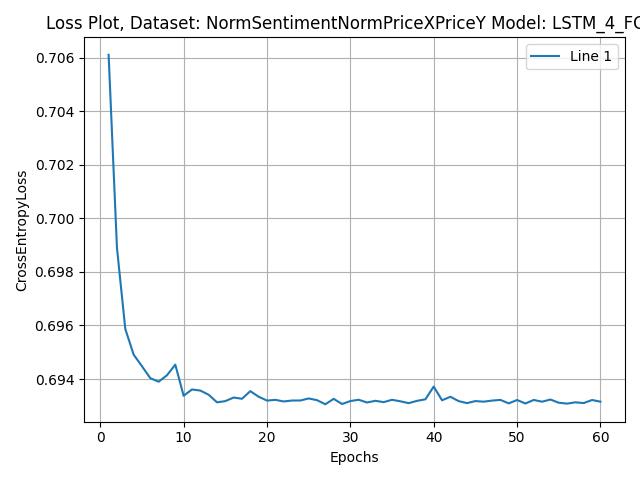 Loss Plot, Dataset: NormSentimentNormPriceXPriceY Model: LSTM_4_FC
Line 1
CrossEntropyLoss
0.706
0.704
0.702
0.700
0.698
0.696
0.694
0 10 20 30 40 50 60
Epochs